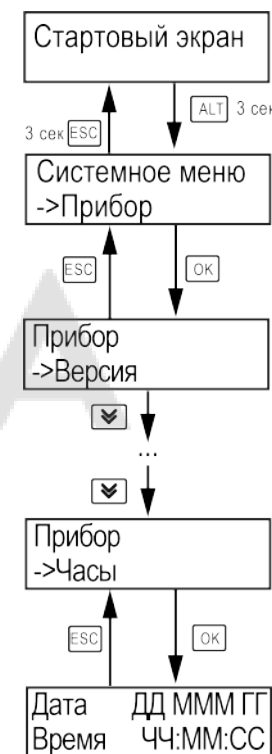 Стартовый экран
ALT 3 сек
3 сек ESC
Системное меню
->Прибор
ESC OK
Прибор
->Версия
...
Прибор
->Часы
ESC OK
Дата ДД МММ ГГ
Время ЧЧ:ММ:СС